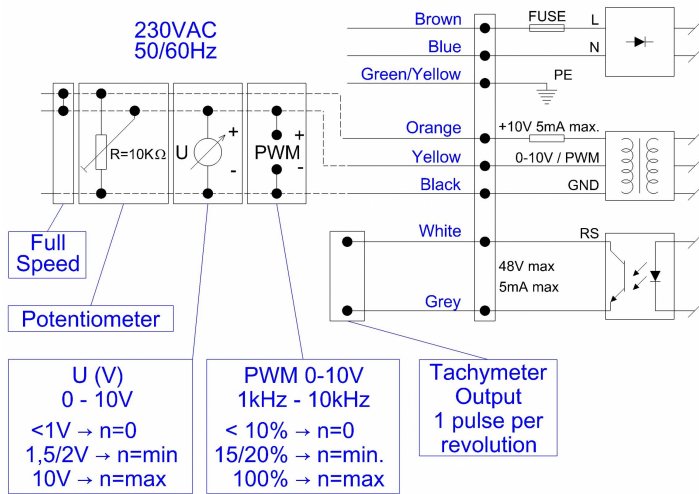 230VAC
50/60Hz
Brown
FUSE
L
Blue
N
Green/Yellow
PE
Orange
+10V 5mA max.
Yellow
0-10V / PWM
Black
GND
R=10KΩ
U
+
-
PWM
+
-
White
RS
48V max
5mA max
Grey
Full
Speed
Potentiometer
U (V)
0 - 10V
<1V → n=0
1,5/2V → n=min
10V → n=max
PWM 0-10V
1kHz - 10kHz
< 10% → n=0
15/20% → n=min.
100% → n=max
Tachymeter
Output
1 pulse per
revolution